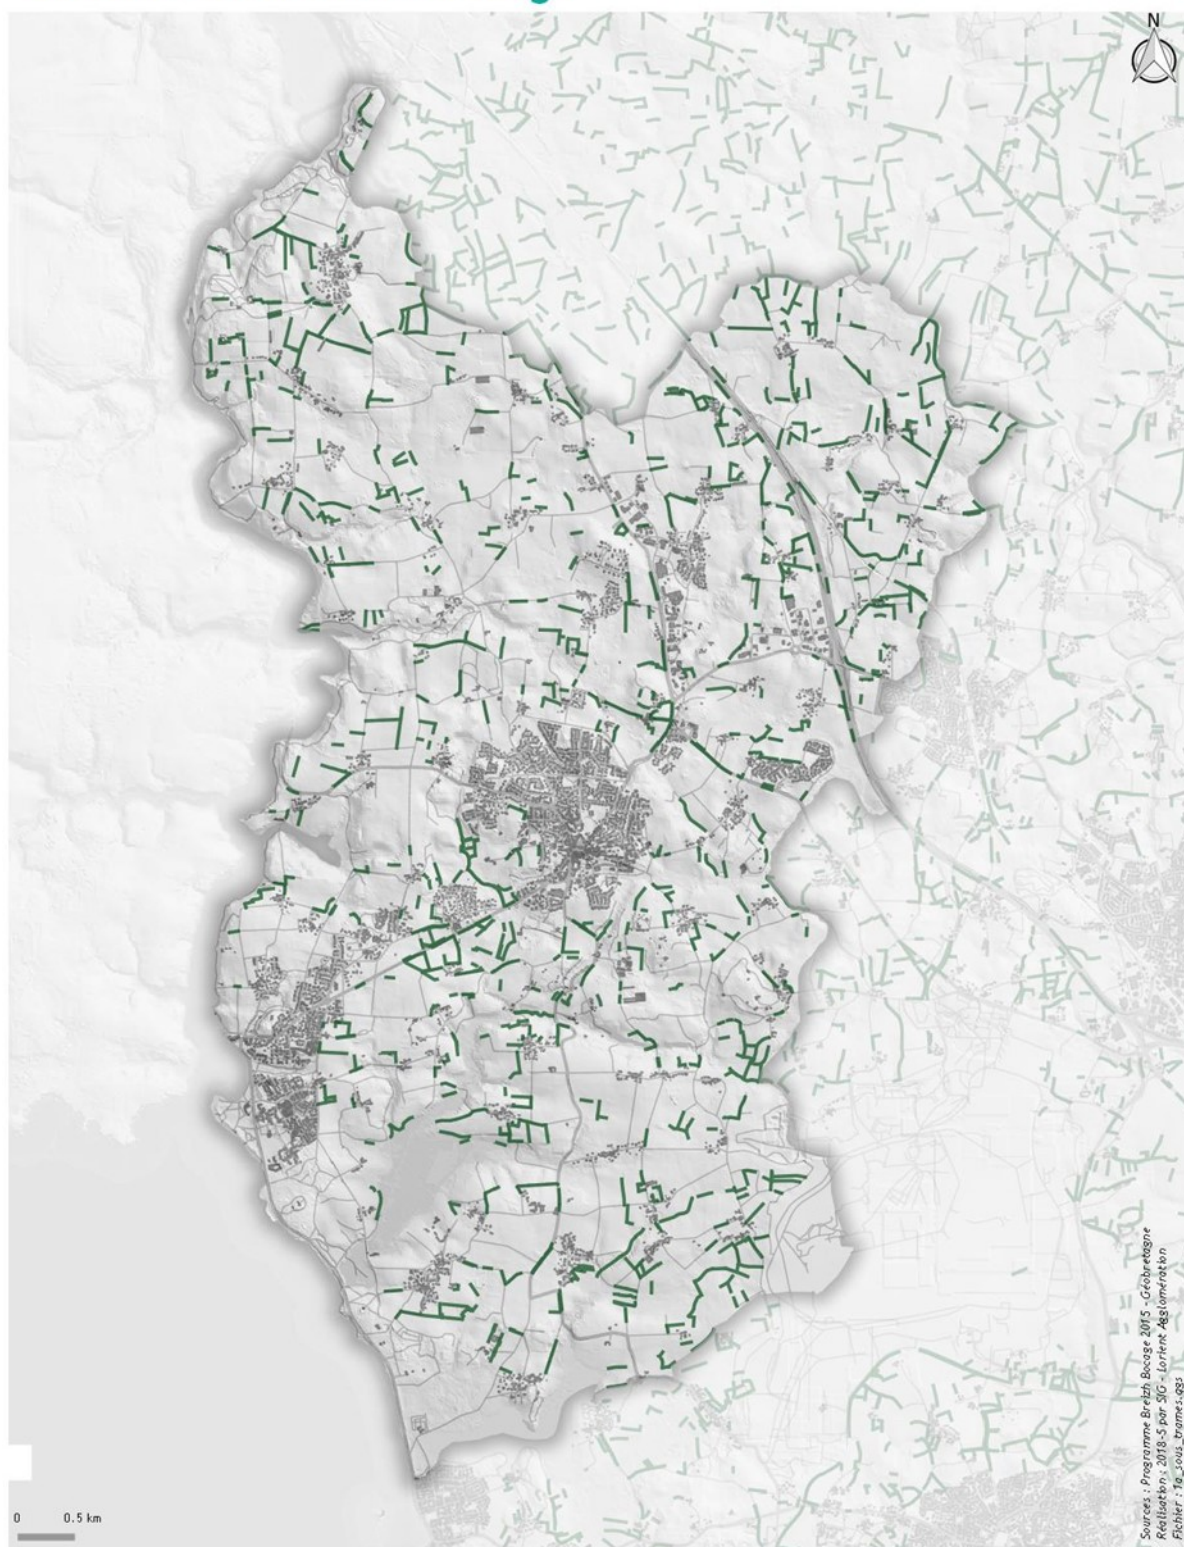 N
0 0.5 km
Sources : Programme Breizh Bocage 2015 - Géobretagne
Réalisation : 2018-5 par SIG - Lorient Agglomération
Fichier : 1a_sous_trames.qgs